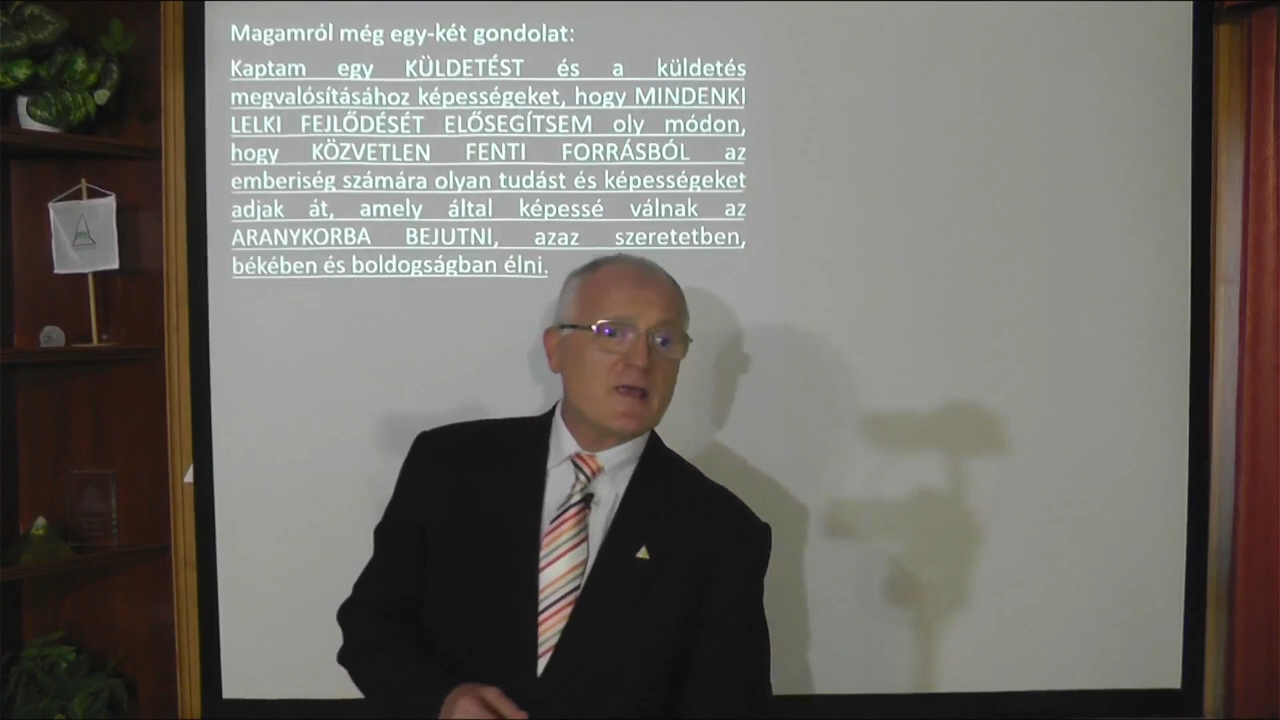 Magamról még egy-két gondolat:
Kaptam egy KÜLDETÉST és a küldetés
megvalósításához képességeket, hogy MINDENKI
LELKI FEJLŐDÉSÉT ELŐSEGÍTSEM oly módon,
hogy KÖZVETLEN FENTI FORRÁSBÓL az
emberiség számára olyan tudást és képességeket
adjak át, amely által képessé válnak az
ARANYKORBA BEJUTNI, azaz szeretetben,
békében és boldogságban élni.